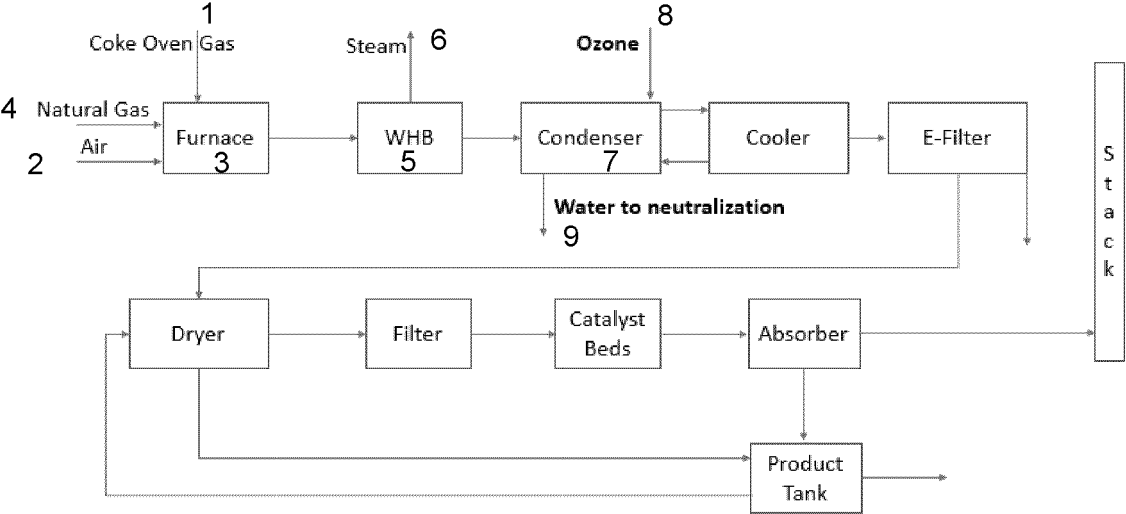 1
8
Coke Oven Gas
Steam
6
Ozone
4
Natural Gas
Air
2
Furnace
3
WHB
5
Condenser
7
Cooler
E-Filter
Stack
Water to neutralization
9
Dryer
Filter
Catalyst
Beds
Absorber
Product
Tank